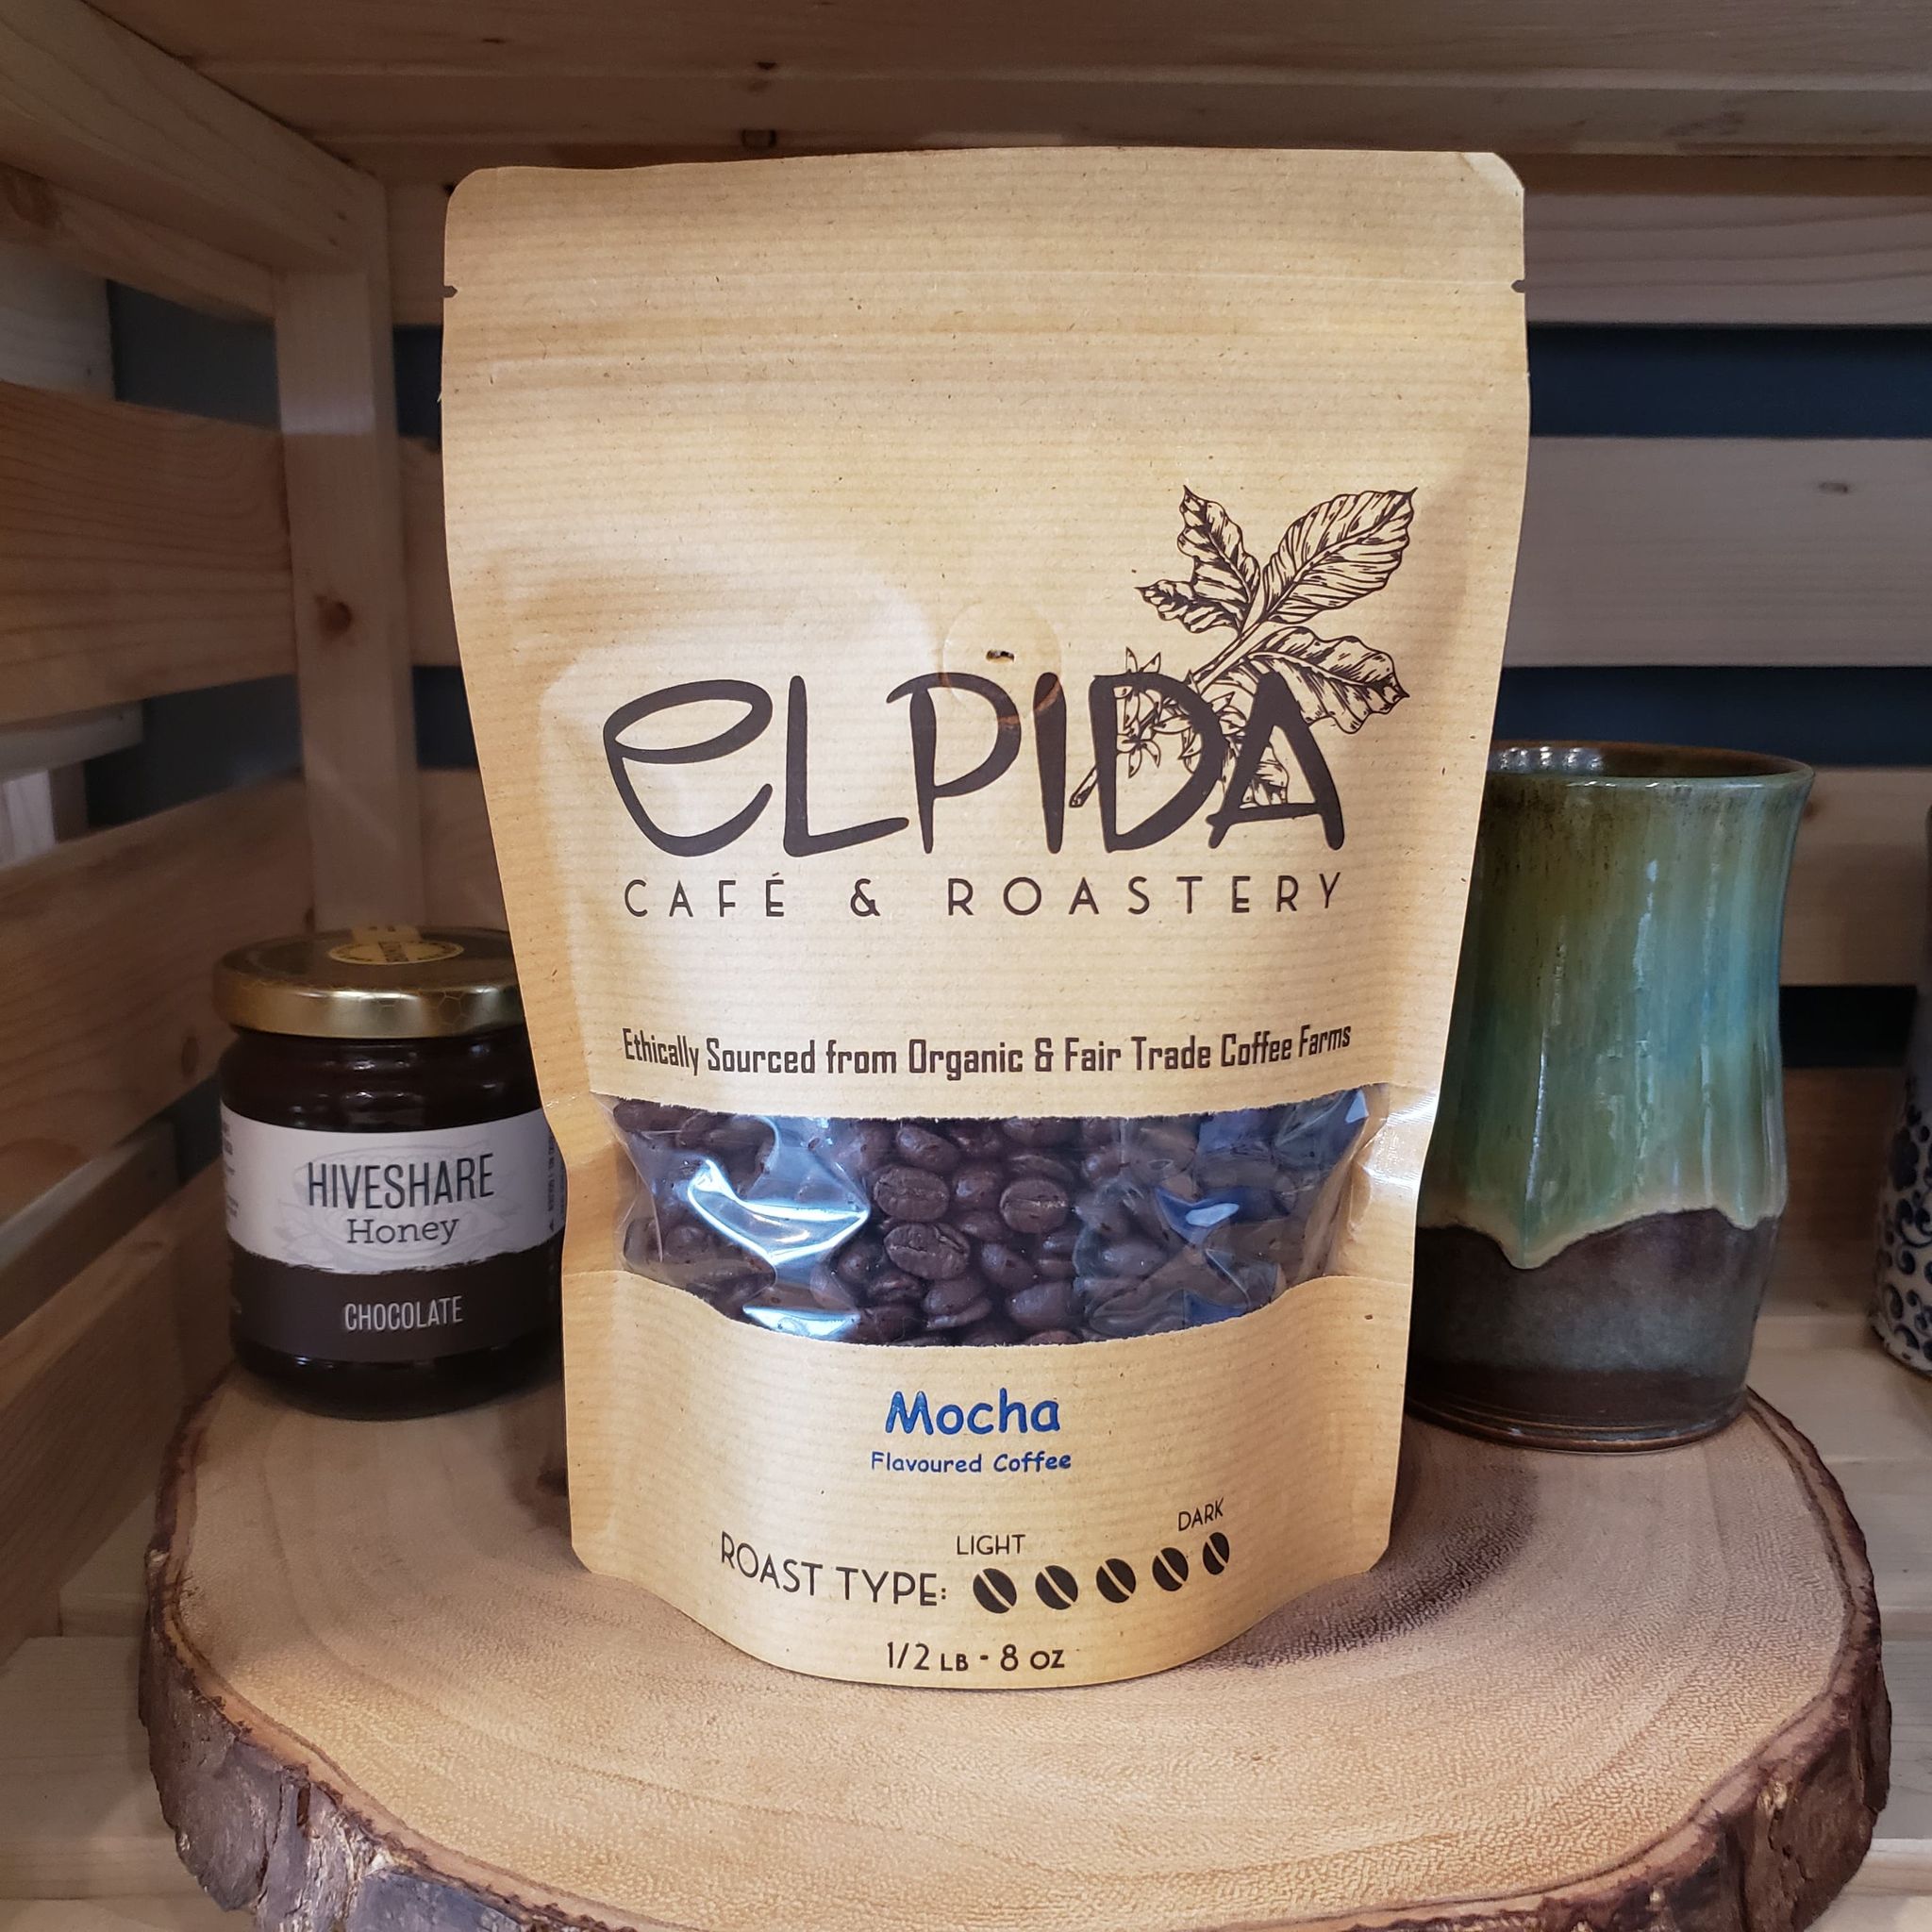 eLPIDA
CAFÉ & ROASTERY
Ethically Sourced from Organic & Fair Trade Coffee Farms
Mocha
Flavoured Coffee
LIGHT
DARK
ROAST TYPE:
1/2 LB - 8 OZ
HIVESHARE
Honey
CHOCOLATE